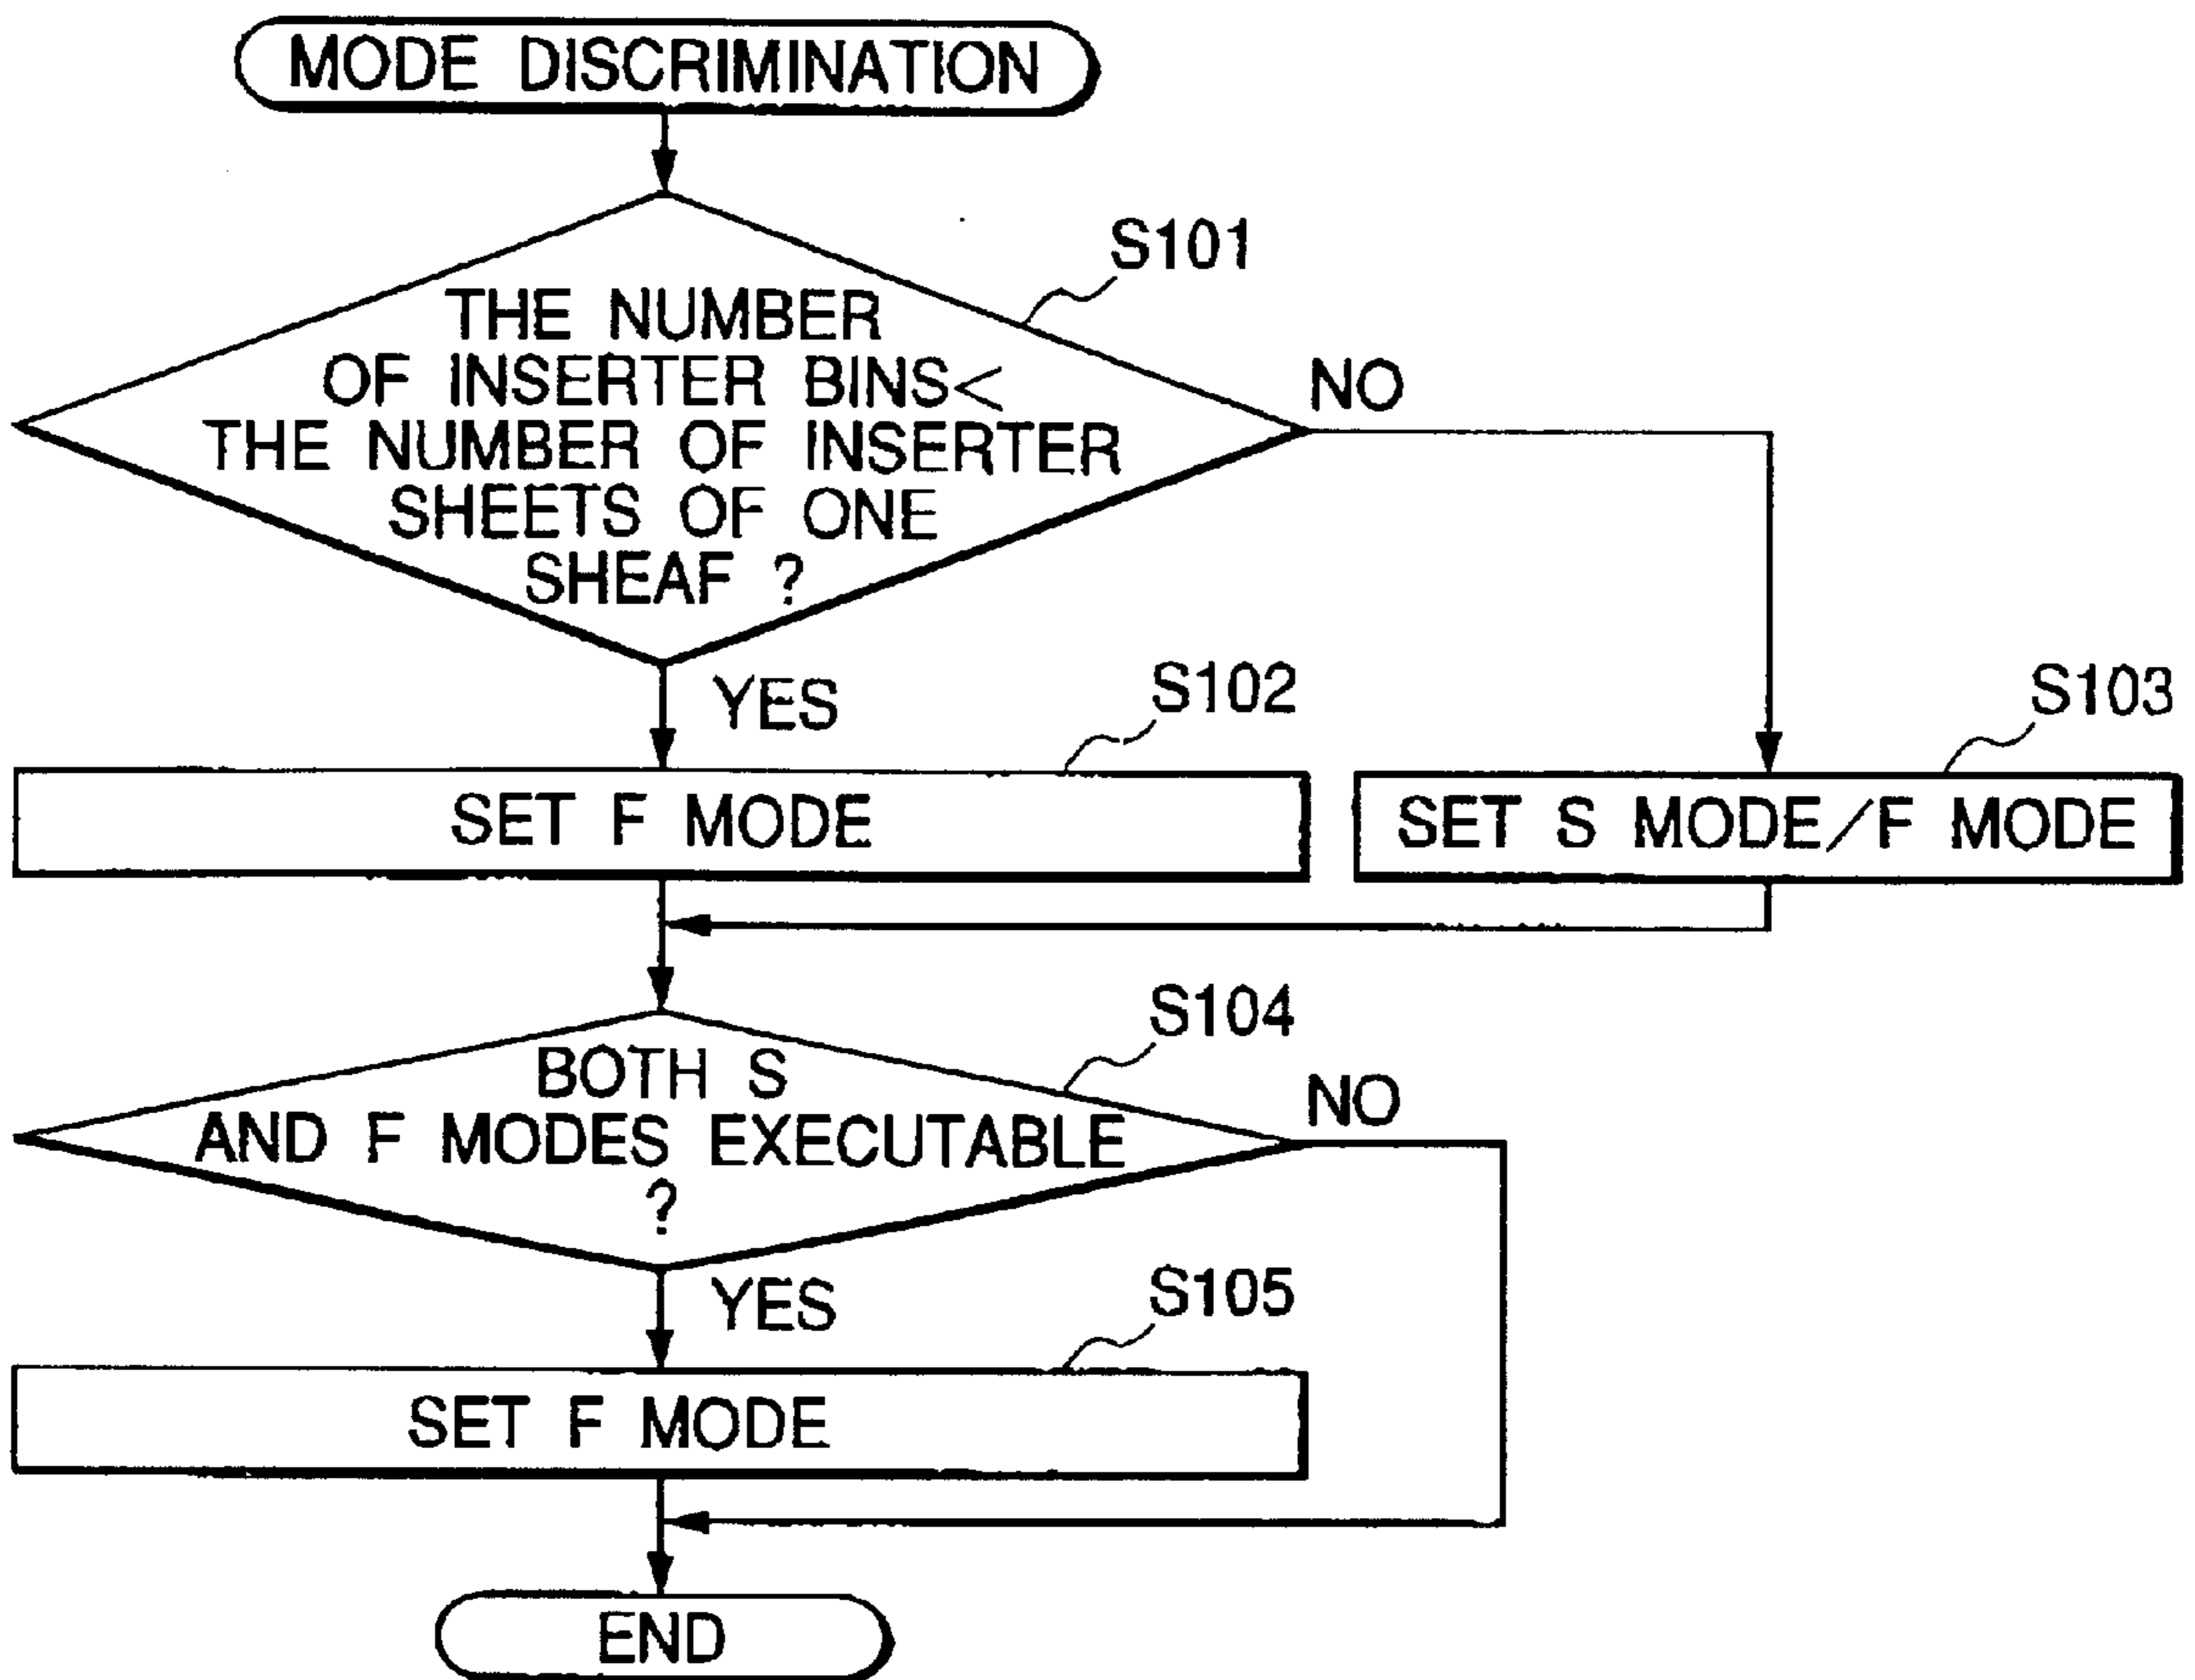 MODE DISCRIMINATION
S101
THE NUMBER
OF INSERTER BINS<
THE NUMBER OF INSERTER
SHEETS OF ONE
SHEAF ?
NO
YES
S102
SET F MODE
S103
SET S MODE/F MODE
S104
BOTH S
AND F MODES EXECUTABLE
?
NO
YES
S105
SET F MODE
END